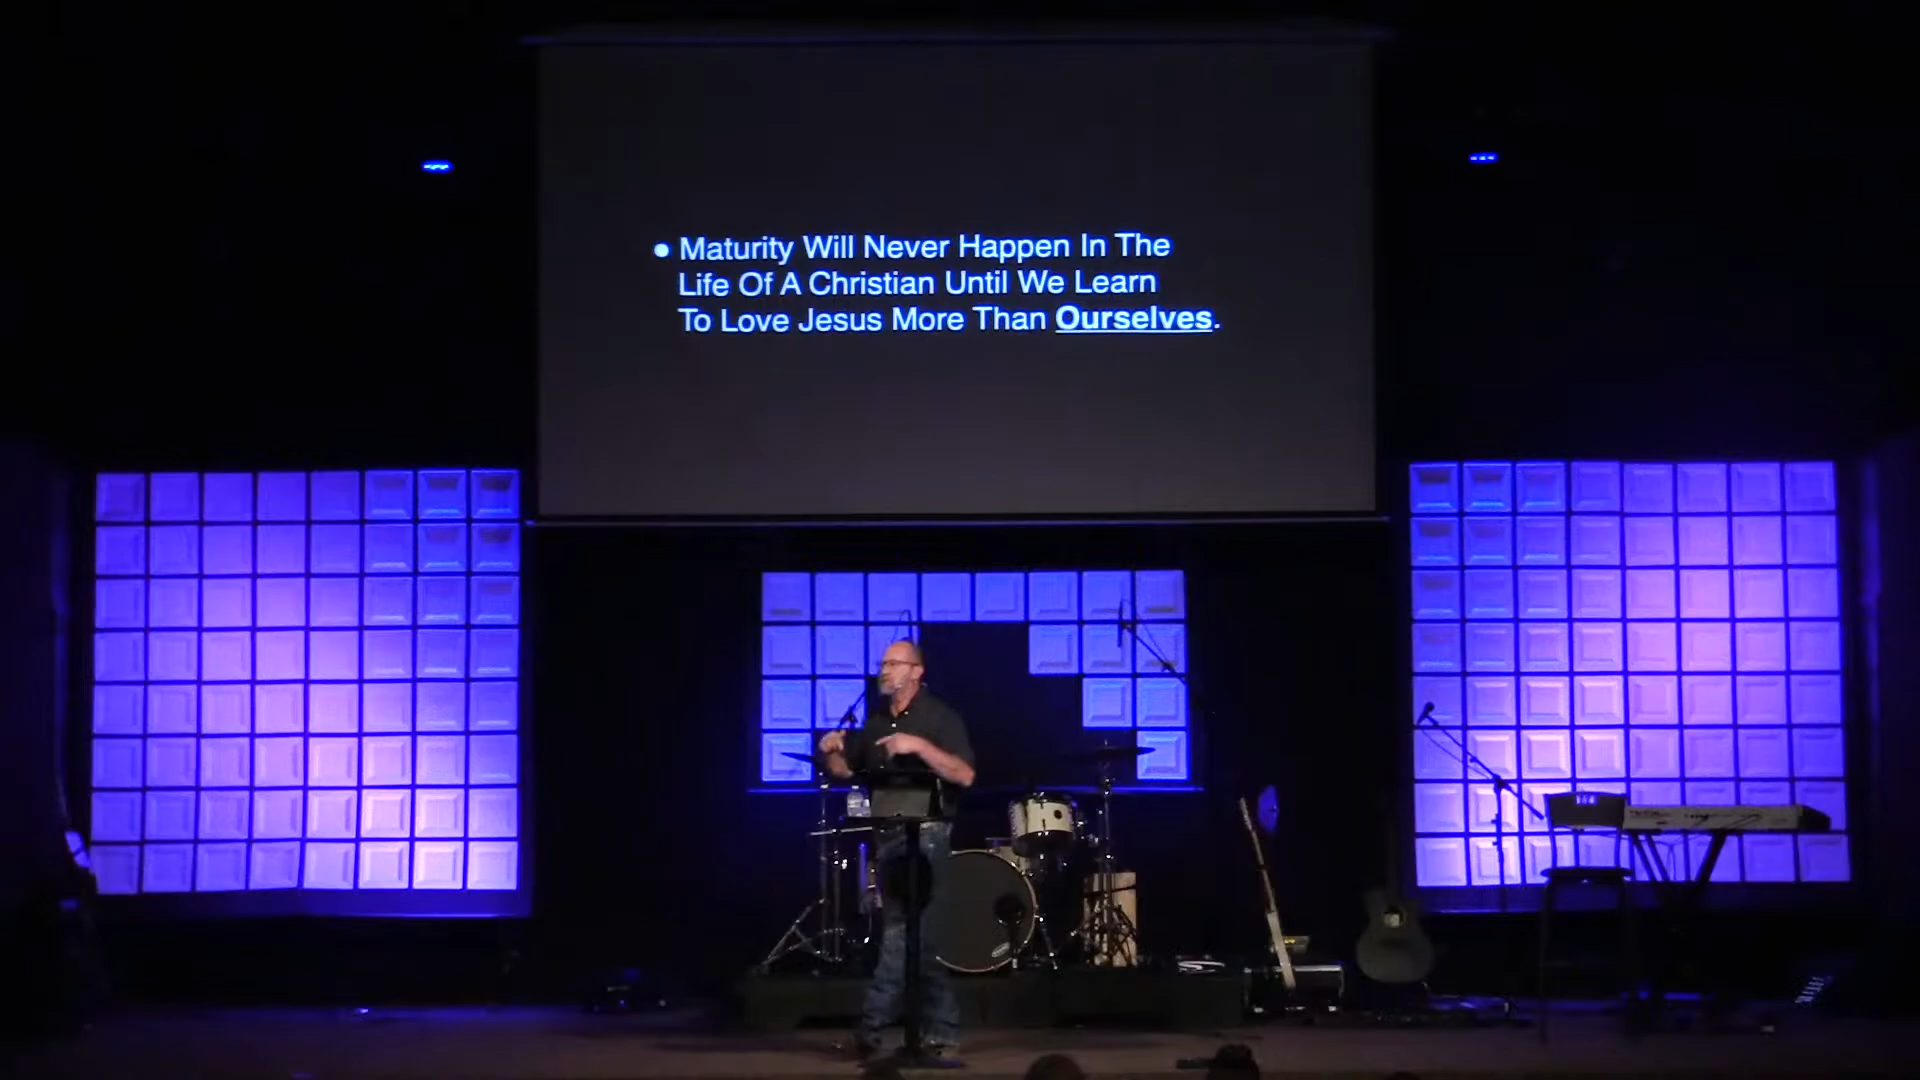 • Maturity Will Never Happen In The
Life Of A Christian Until We Learn
To Love Jesus More Than Ourselves.